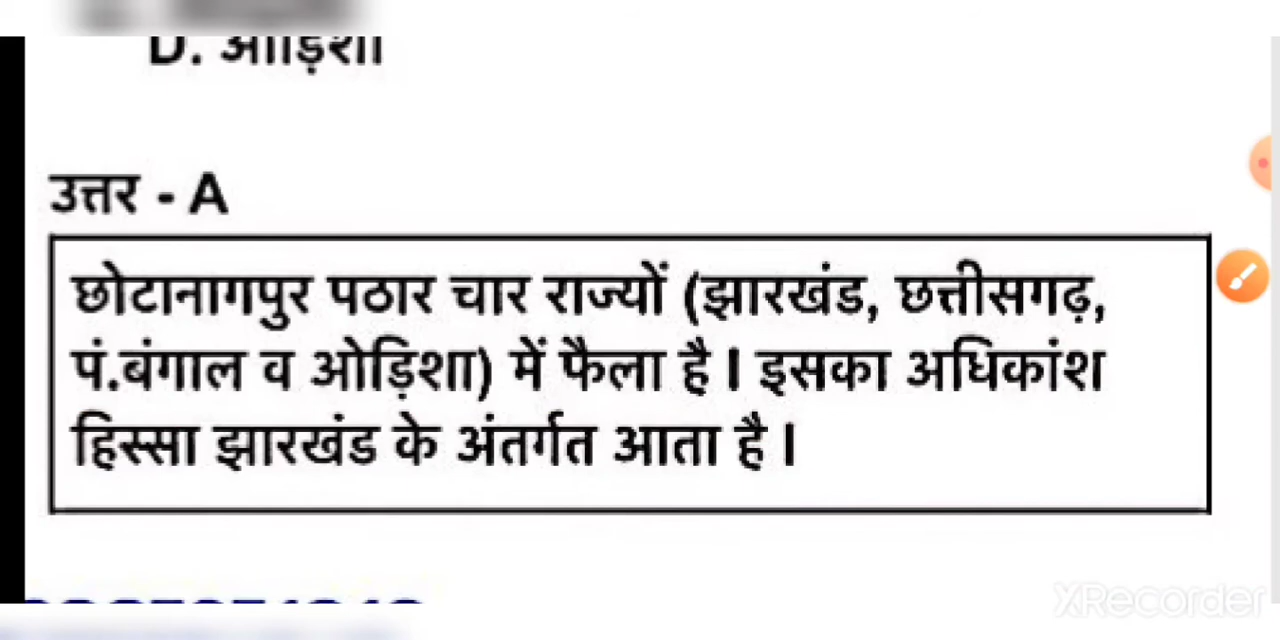 D. ओड़िशा
उत्तर - A
छोटानागपुर पठार चार राज्यों (झारखंड, छत्तीसगढ़,
पं.बंगाल व ओड़िशा) में फैला है l इसका अधिकांश
हिस्सा झारखंड के अंतर्गत आता है l
XRecorder